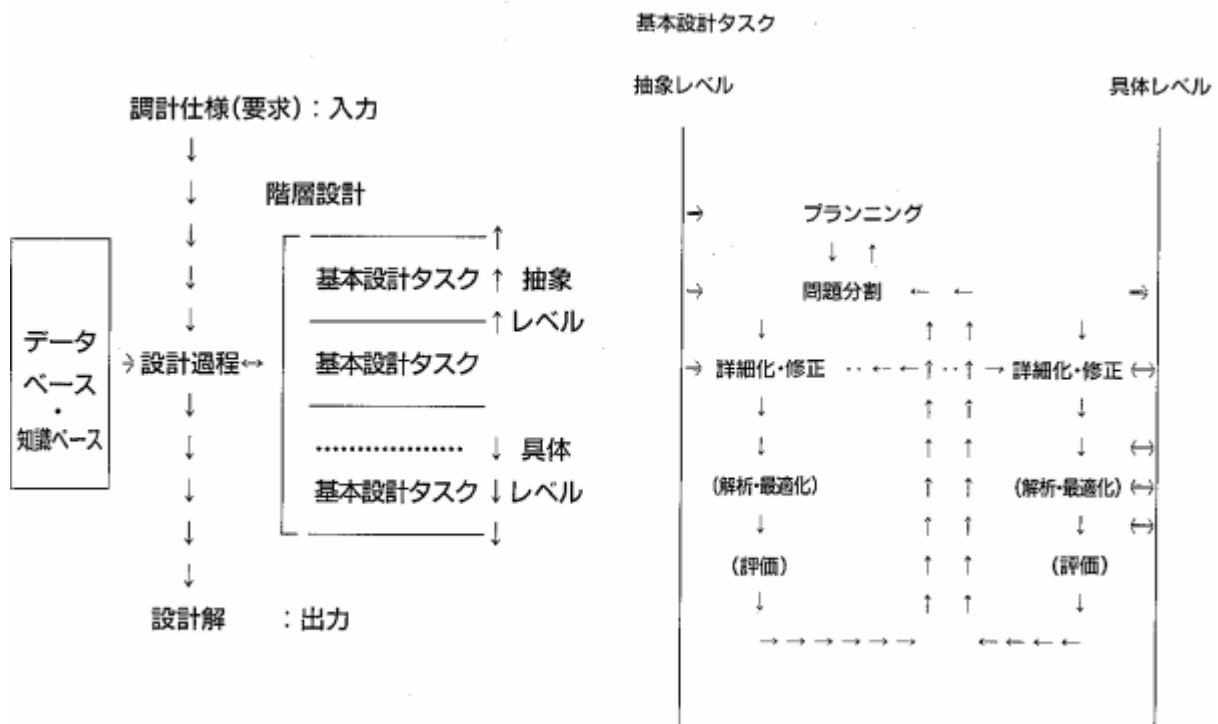 調計仕様(要求):入力
↓
↓ 階層設計
↓ ↑
↓ 基本設計タスク ↑ 抽象
↓ ↑ レベル
データ
ベース
・
知識ベース
→ 設計過程 ↔ 基本設計タスク
↓
↓ ……………… ↓ 具体
↓ 基本設計タスク ↓ レベル
↓ ↓
↓
設計解 :出力
基本設計タスク
抽象レベル 具体レベル
→ プランニング
↓ ↑
→ 問題分割 ← ← →
↓ ↑ ↑ ↓
→ 詳細化・修正 ‥ ← ← ↑ ‥ ↑ → 詳細化・修正 ↔
↓ ↑ ↑ ↓
↓ ↑ ↑ ↓ ↔
(解析・最適化) ↑ ↑ (解析・最適化) ↔
↓ ↑ ↑ ↓ ↔
(評価) ↑ ↑ (評価)
↓ ↑ ↑ ↓
→ → → → → → → ← ← ← ←